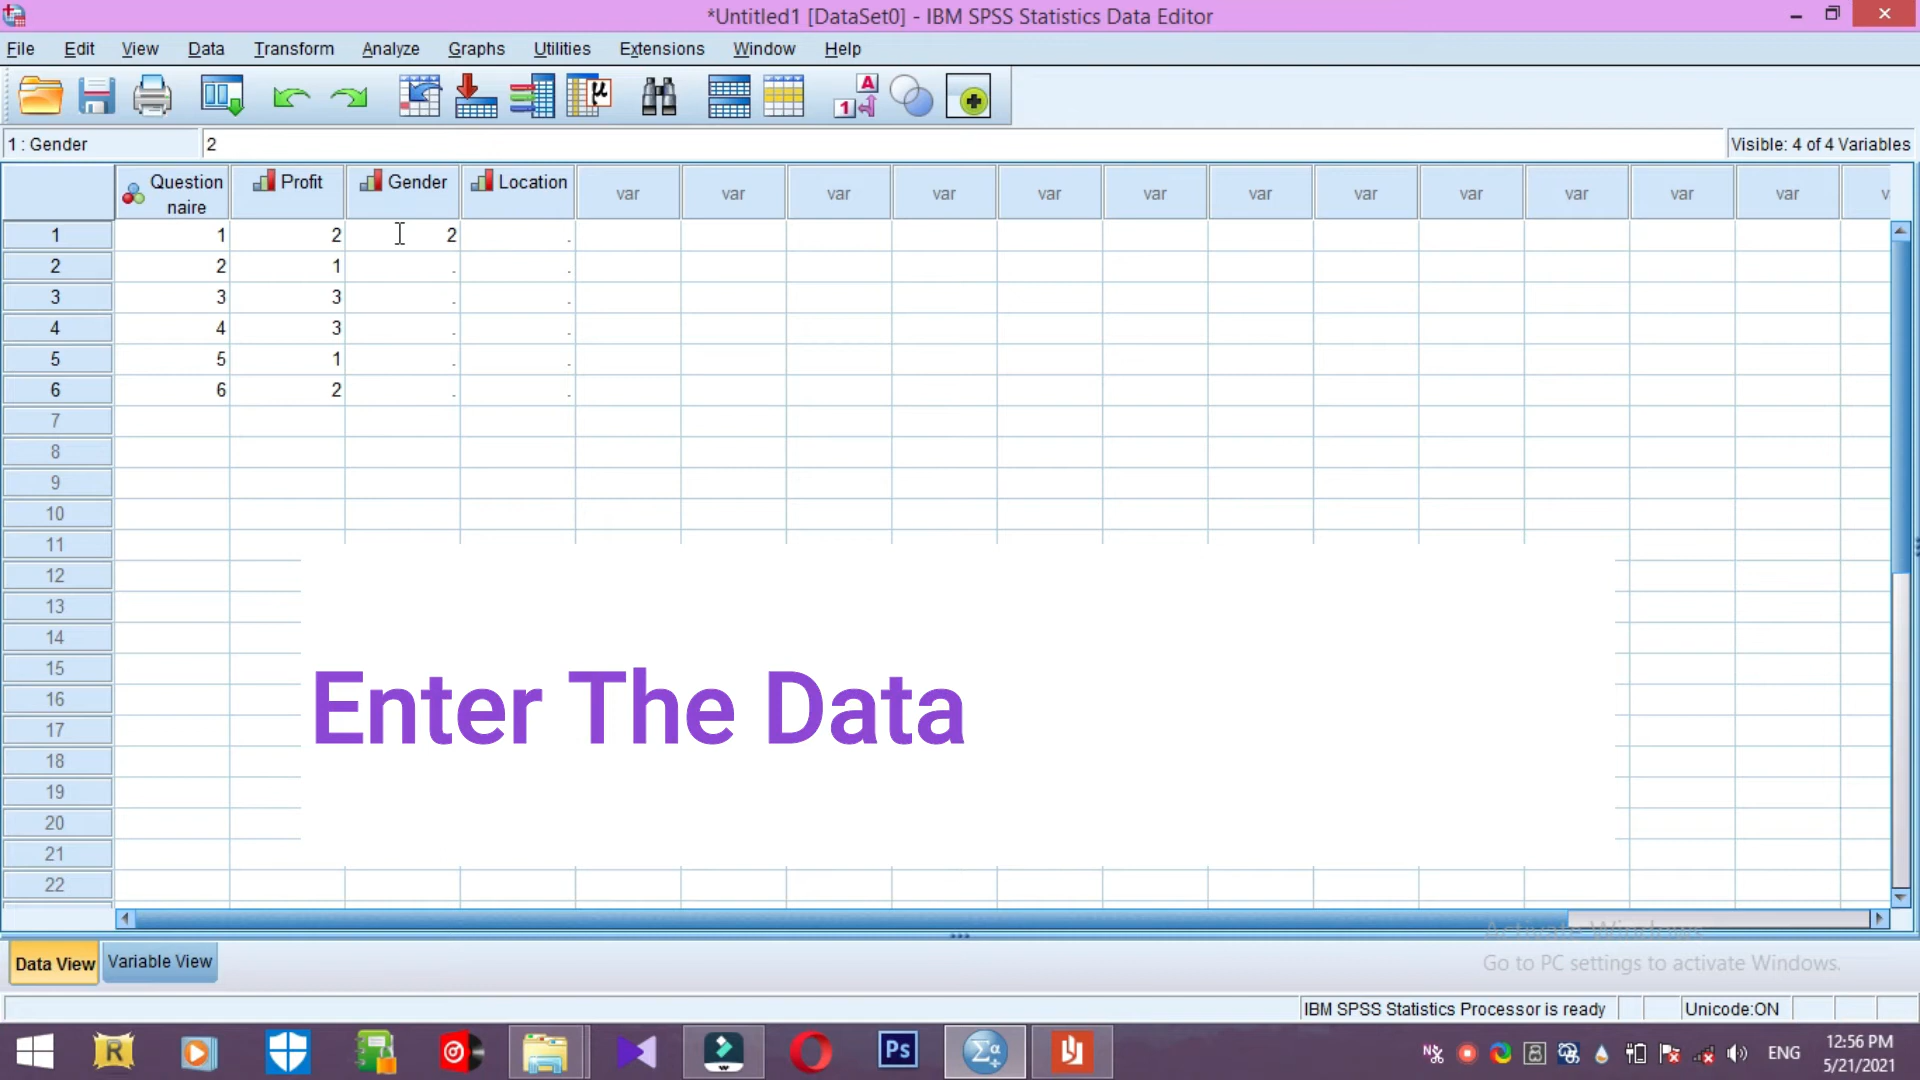 *Untitled1 [DataSet0] - IBM SPSS Statistics Data Editor
File Edit View Data Transform Analyze Graphs Utilities Extensions Window Help
1 : Gender 2 Visible: 4 of 4 Variables
Question
naire Profit Gender Location var var var var var var var var var var var var
1 1 2 2 .
2 2 1 . .
3 3 3 . .
4 4 3 . .
5 5 1 . .
6 6 2 . .
7
8
9
10
11
12
13
14
15
16
17
18
19
20
21
22
Enter The Data
Activate Windows
Go to PC settings to activate Windows.
Data View Variable View
IBM SPSS Statistics Processor is ready Unicode:ON
Ps ENG 12:56 PM
5/21/2021